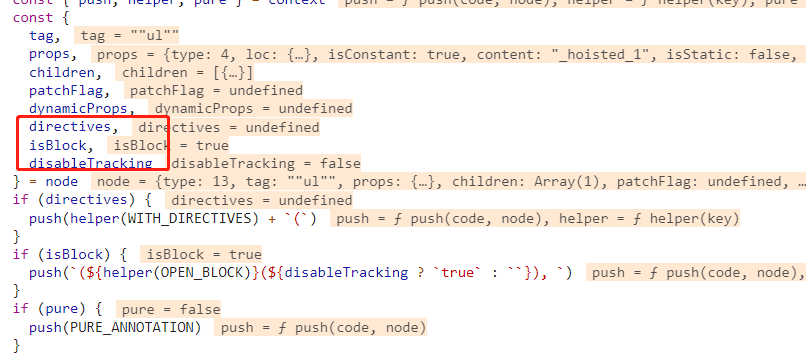 const { push, helper, pure } = context push = ƒ push(code, node), helper = ƒ helper(key), pure
const {
tag, tag = ""ul""
props, props = {type: 4, loc: {…}, isConstant: true, content: "_hoisted_1", isStatic: false,
children, children = [{…}]
patchFlag, patchFlag = undefined
dynamicProps, dynamicProps = undefined
directives, directives = undefined
isBlock, isBlock = true
disableTracking disableTracking = false
} = node node = {type: 13, tag: ""ul"", props: {…}, children: Array(1), patchFlag: undefined, …
if (directives) { directives = undefined
push(helper(WITH_DIRECTIVES) + `(`) push = ƒ push(code, node), helper = ƒ helper(key)
}
if (isBlock) { isBlock = true
push(`(${helper(OPEN_BLOCK)}(${disableTracking ? `true` : ``}), `) push = ƒ push(code, node),
}
if (pure) { pure = false
push(PURE_ANNOTATION) push = ƒ push(code, node)
}